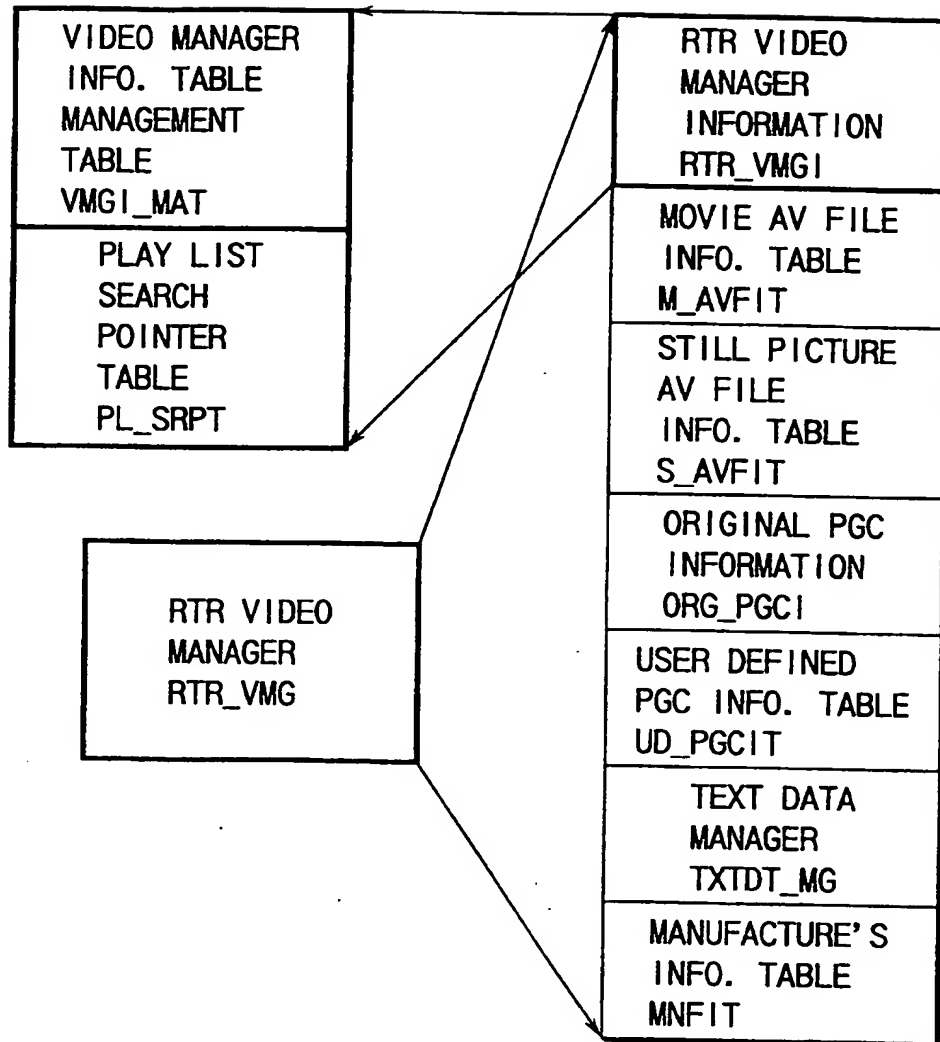 VIDEO MANAGER
INFO. TABLE
MANAGEMENT
TABLE
VMGI_MAT
PLAY LIST
SEARCH
POINTER
TABLE
PL_SRPT
RTR VIDEO
MANAGER
RTR_VMG
RTR VIDEO
MANAGER
INFORMATION
RTR_VMGI
MOVIE AV FILE
INFO. TABLE
M_AVFIT
STILL PICTURE
AV FILE
INFO. TABLE
S_AVFIT
ORIGINAL PGC
INFORMATION
ORG_PGCI
USER DEFINED
PGC INFO. TABLE
UD_PGCIT
TEXT DATA
MANAGER
TXTDT_MG
MANUFACTURE'S
INFO. TABLE
MNFIT